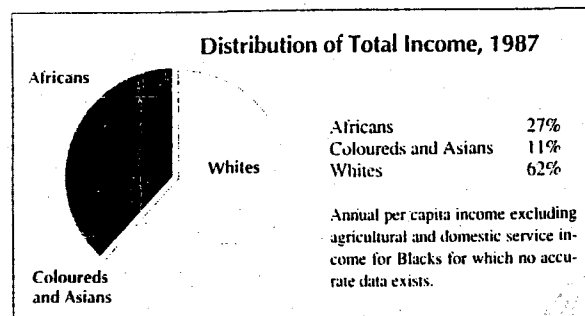 Distribution of Total Income, 1987
Africans
Whites
Coloureds
and Asians
Africans 27%
Coloureds and Asians 11%
Whites 62%
Annual per capita income excluding
agricultural and domestic service in-
come for Blacks for which no accu-
rate data exists.